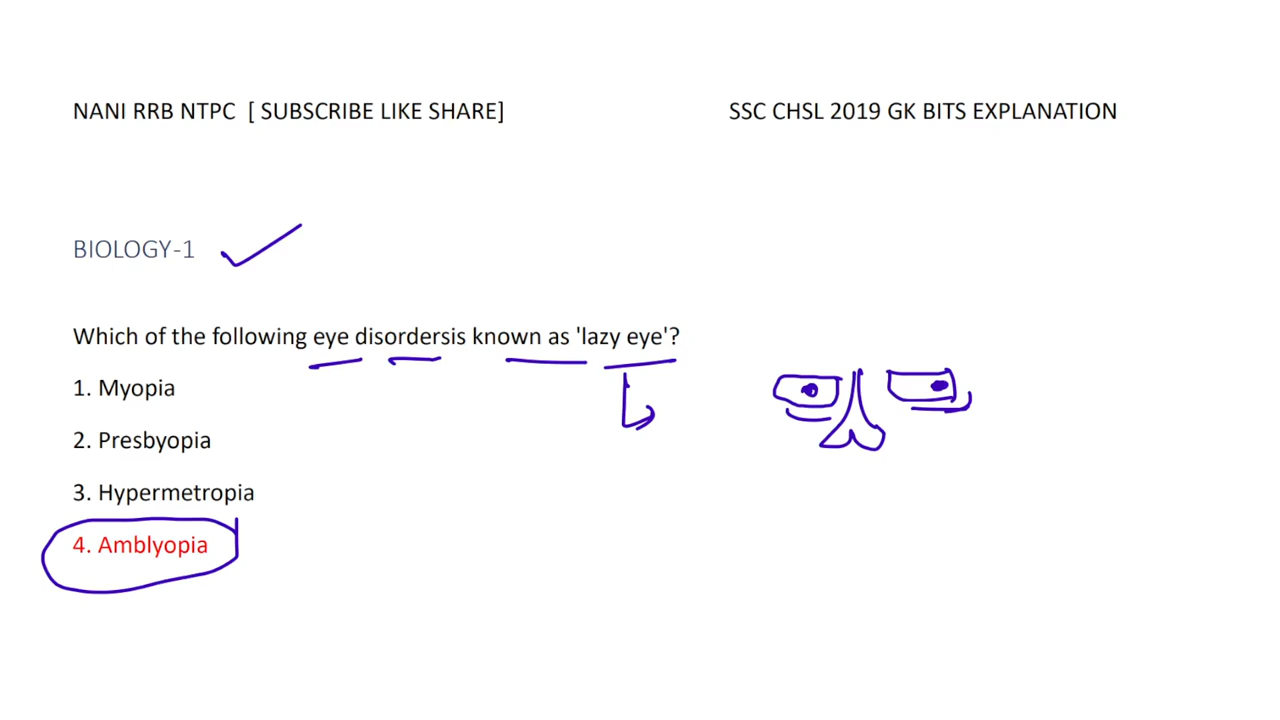 NANI RRB NTPC [ SUBSCRIBE LIKE SHARE] SSC CHSL 2019 GK BITS EXPLANATION
BIOLOGY-1
Which of the following eye disordersis known as 'lazy eye'?
1. Myopia
2. Presbyopia
3. Hypermetropia
4. Amblyopia